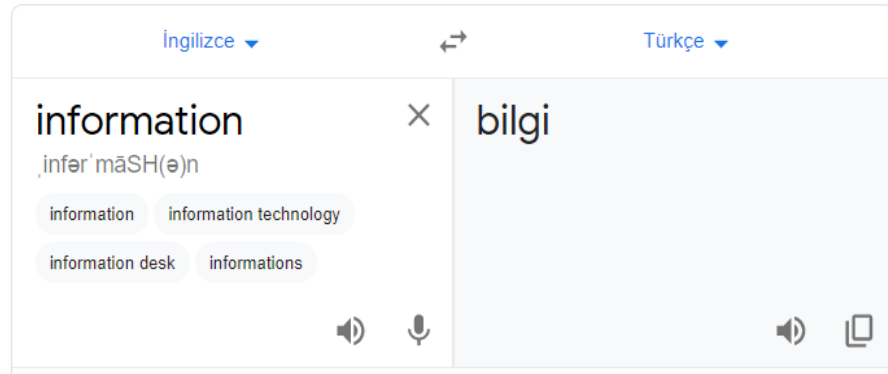 İngilizce Türkçe
information
ˌinfərˈmāSH(ə)n
information information technology
information desk informations
bilgi